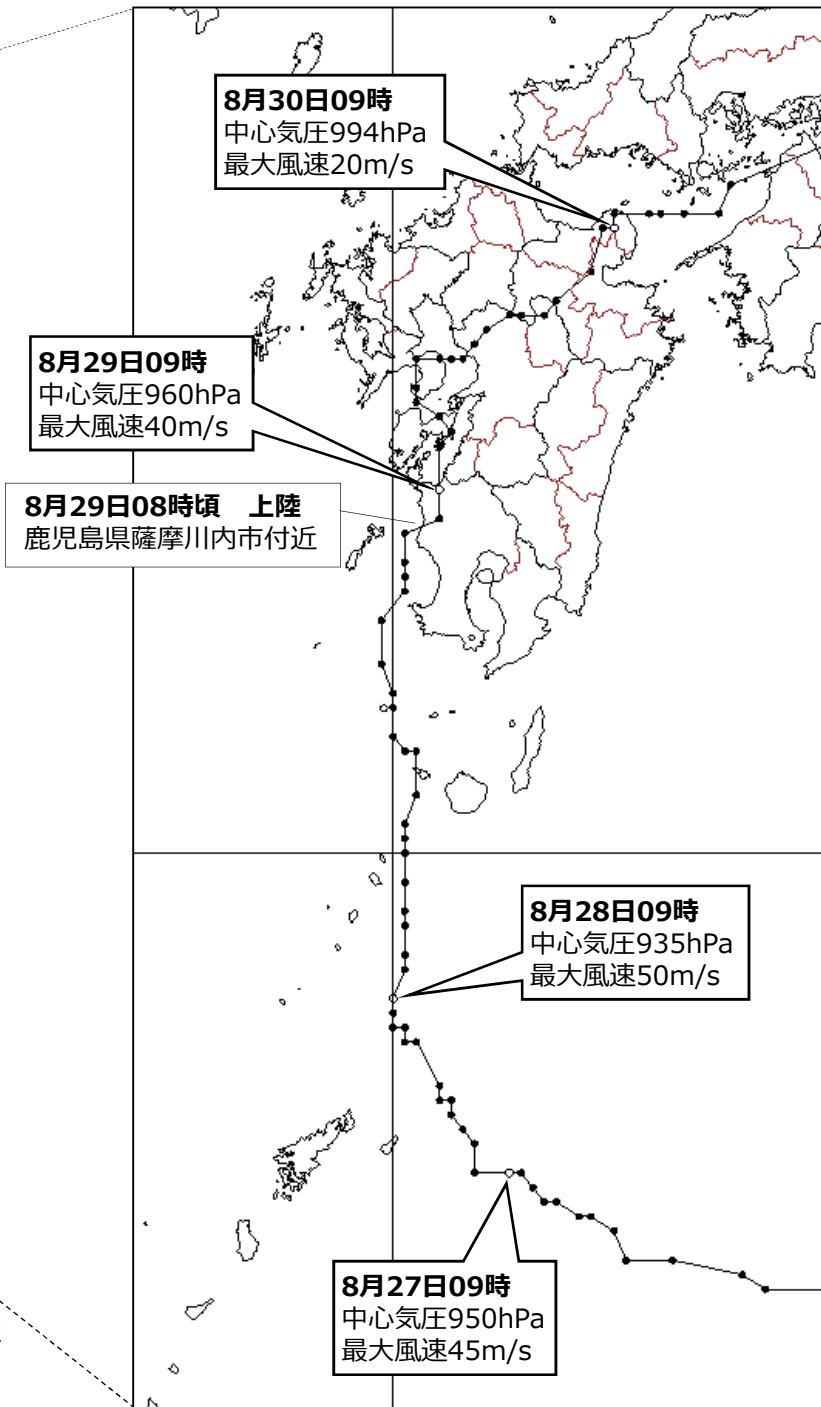 8月30日09時
中心気圧994hPa
最大風速20m/s
8月29日09時
中心気圧960hPa
最大風速40m/s
8月29日08時頃　上陸
鹿児島県薩摩川内市付近
8月28日09時
中心気圧935hPa
最大風速50m/s
8月27日09時
中心気圧950hPa
最大風速45m/s